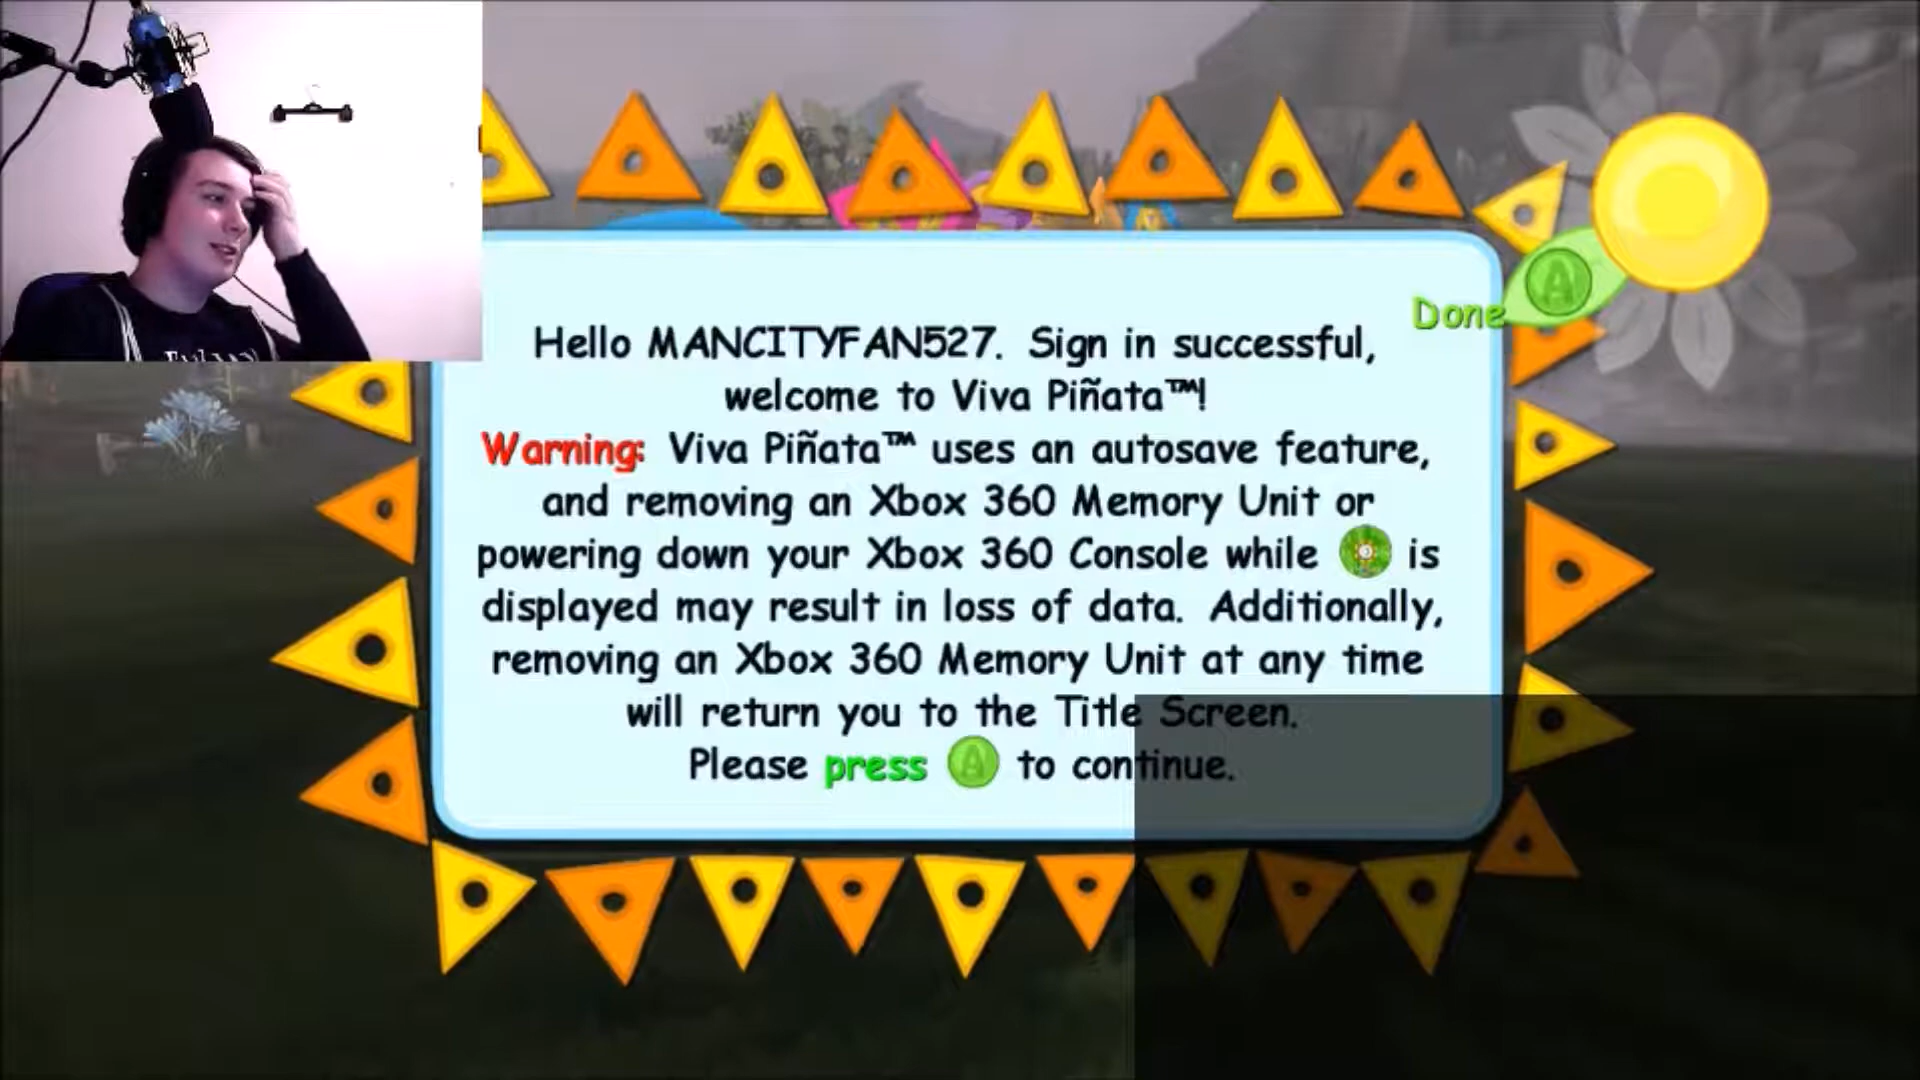 Done
Hello MANCITYFAN527. Sign in successful,
welcome to Viva Piñata™!
Warning: Viva Piñata™ uses an autosave feature,
and removing an Xbox 360 Memory Unit or
powering down your Xbox 360 Console while is
displayed may result in loss of data. Additionally,
removing an Xbox 360 Memory Unit at any time
will return you to the Title Screen.
Please press A to continue.
A